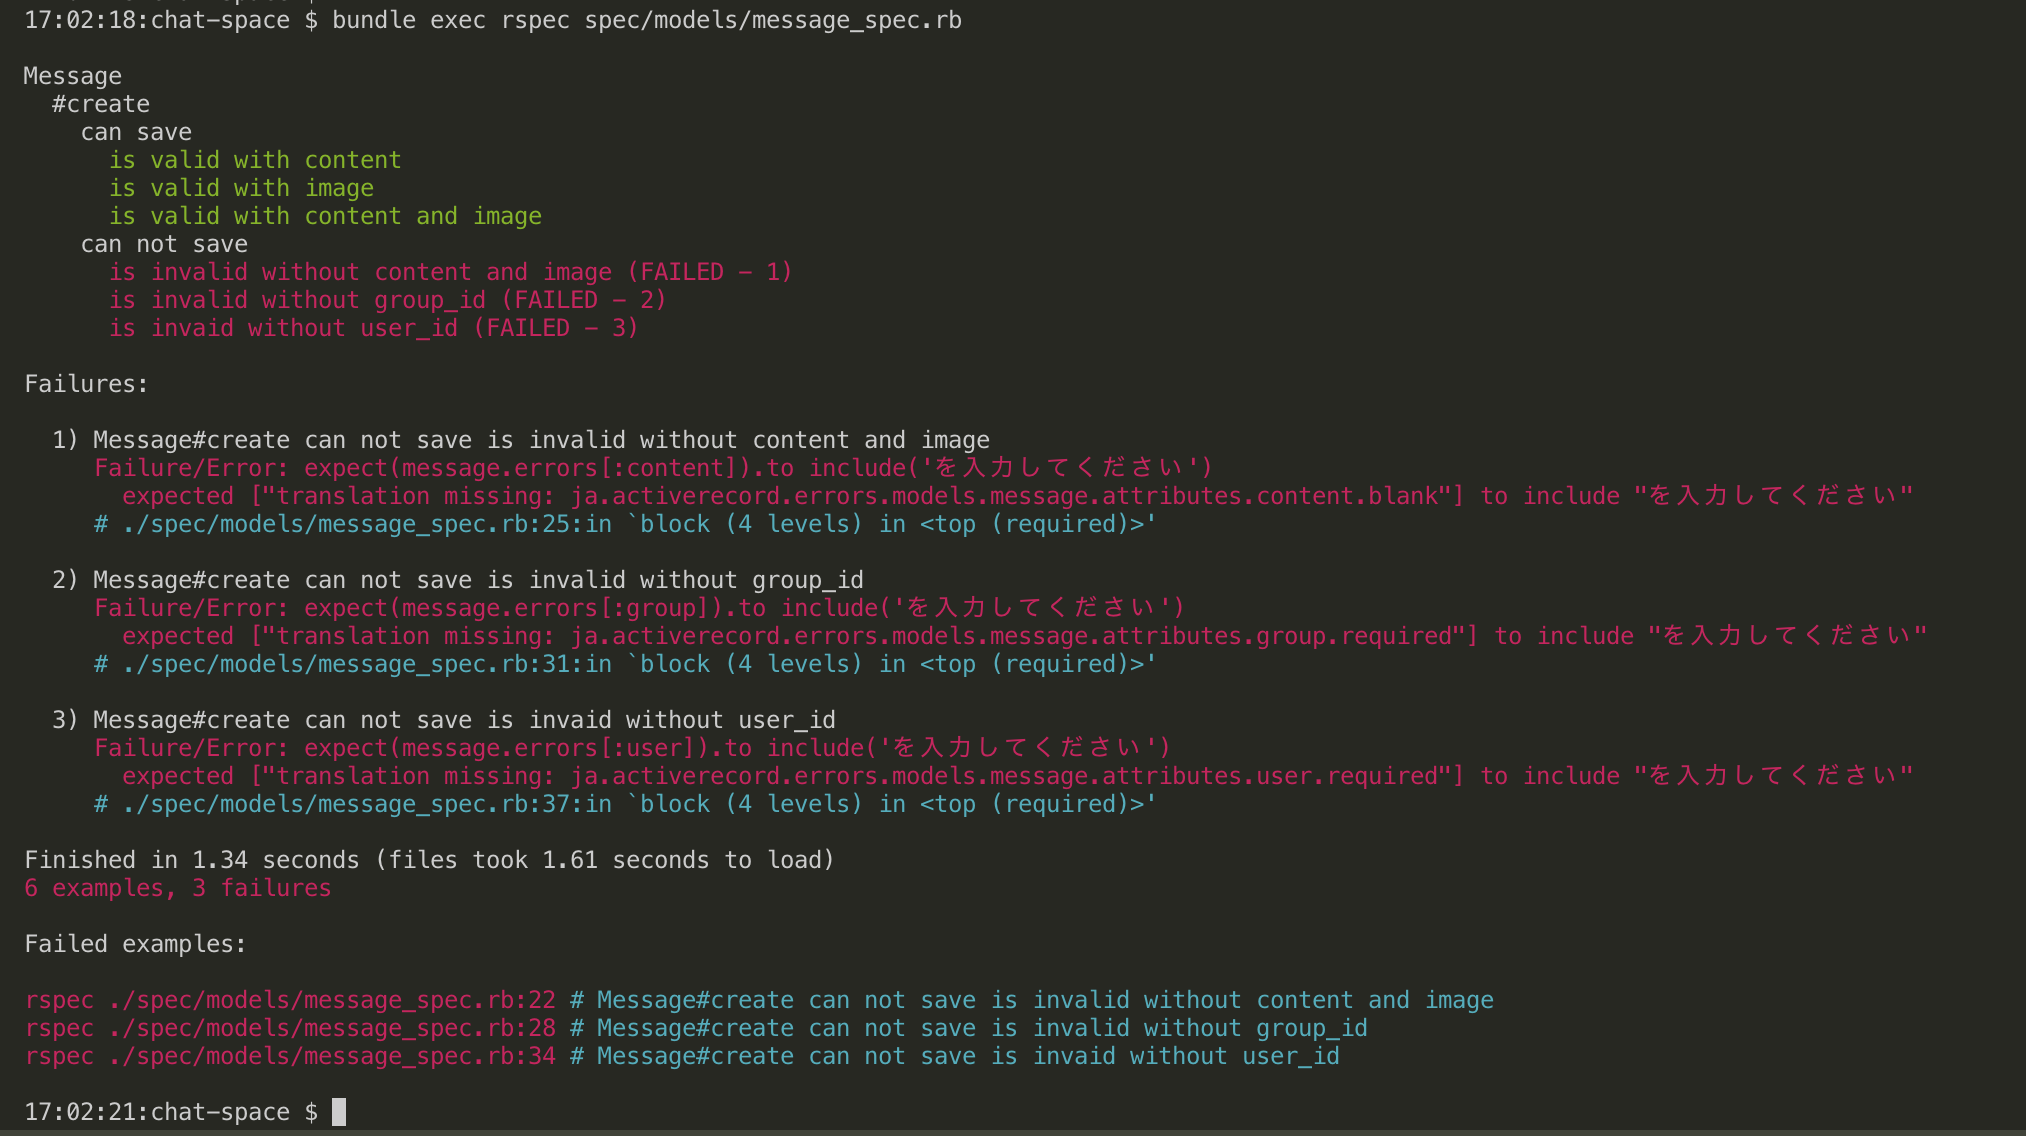 17:02:18:chat-space $ bundle exec rspec spec/models/message_spec.rb
Message
#create
can save
is valid with content
is valid with image
is valid with content and image
can not save
is invalid without content and image (FAILED - 1)
is invalid without group_id (FAILED - 2)
is invaid without user_id (FAILED - 3)
Failures:
1) Message#create can not save is invalid without content and image
Failure/Error: expect(message.errors[:content]).to include('を入力してください')
expected ["translation missing: ja.activerecord.errors.models.message.attributes.content.blank"] to include "を入力してください"
# ./spec/models/message_spec.rb:25:in `block (4 levels) in <top (required)>'
2) Message#create can not save is invalid without group_id
Failure/Error: expect(message.errors[:group]).to include('を入力してください')
expected ["translation missing: ja.activerecord.errors.models.message.attributes.group.required"] to include "を入力してください"
# ./spec/models/message_spec.rb:31:in `block (4 levels) in <top (required)>'
3) Message#create can not save is invaid without user_id
Failure/Error: expect(message.errors[:user]).to include('を入力してください')
expected ["translation missing: ja.activerecord.errors.models.message.attributes.user.required"] to include "を入力してください"
# ./spec/models/message_spec.rb:37:in `block (4 levels) in <top (required)>'
Finished in 1.34 seconds (files took 1.61 seconds to load)
6 examples, 3 failures
Failed examples:
rspec ./spec/models/message_spec.rb:22 # Message#create can not save is invalid without content and image
rspec ./spec/models/message_spec.rb:28 # Message#create can not save is invalid without group_id
rspec ./spec/models/message_spec.rb:34 # Message#create can not save is invaid without user_id
17:02:21:chat-space $